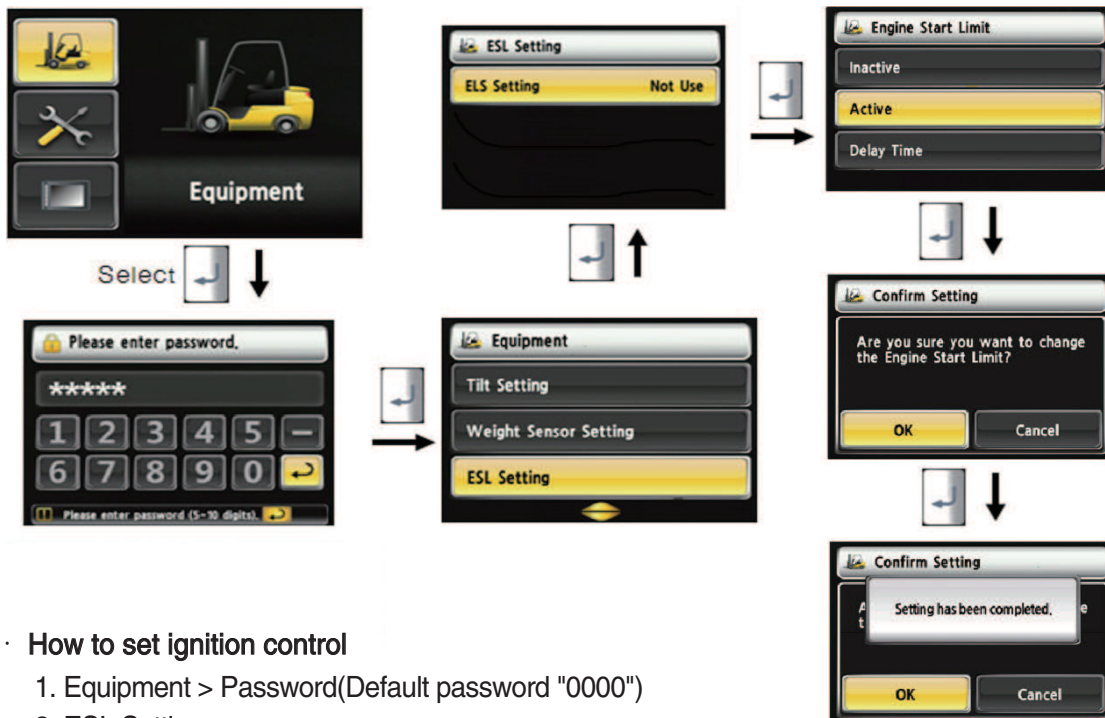 Equipment
Select
Please enter password.
*****
1 2 3 4 5 –
6 7 8 9 0
Please enter password (5~10 digits).
Equipment
Tilt Setting
Weight Sensor Setting
ESL Setting
ESL Setting
ELS Setting Not Use
Engine Start Limit
Inactive
Active
Delay Time
Confirm Setting
Are you sure you want to change
the Engine Start Limit?
OK Cancel
Confirm Setting
Setting has been completed.
OK Cancel
· How to set ignition control
1. Equipment > Password(Default password "0000")